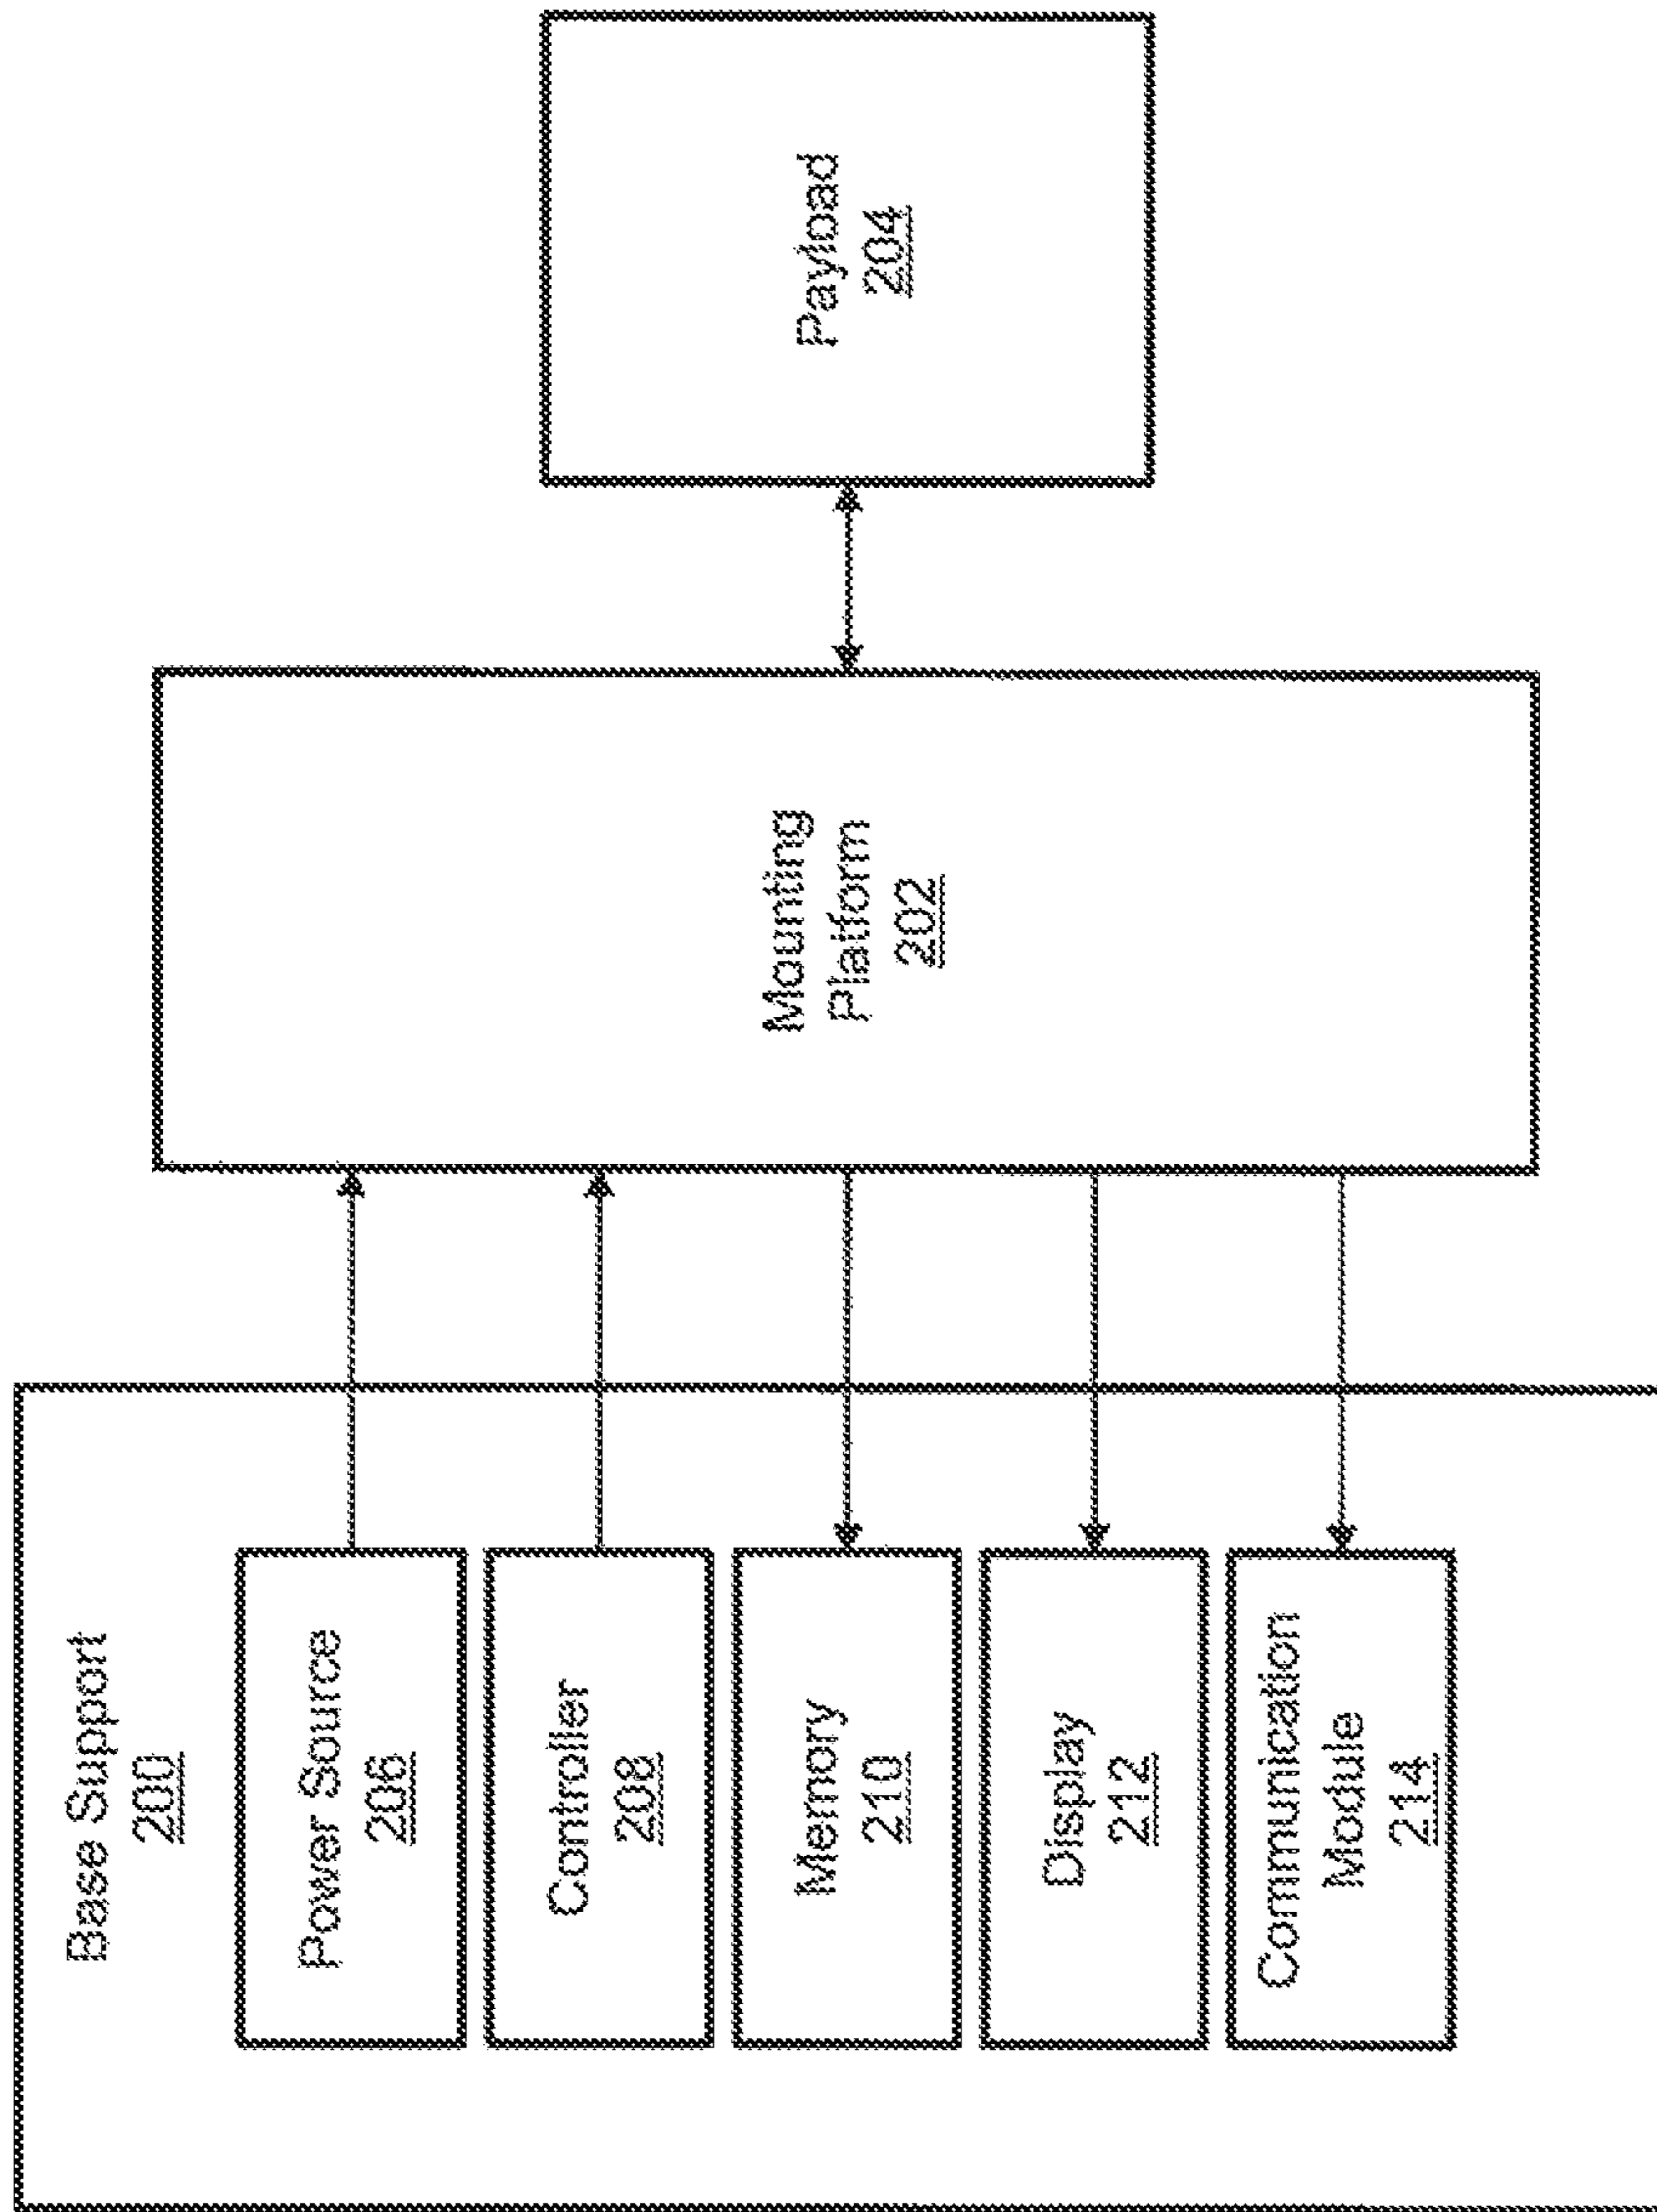 Base Support
200
Power Source
206
Controller
208
Memory
210
Display
212
Communication
Module
214
Mounting
Platform
202
Payload
204